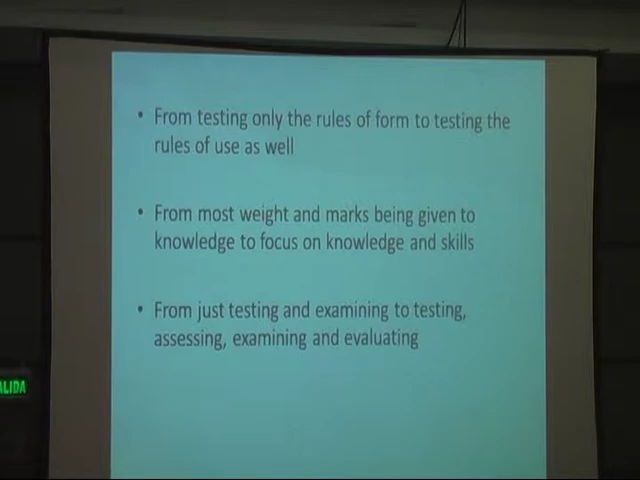 • From testing only the rules of form to testing the
rules of use as well
• From most weight and marks being given to
knowledge to focus on knowledge and skills
• From just testing and examining to testing,
assessing, examining and evaluating
ALIDA